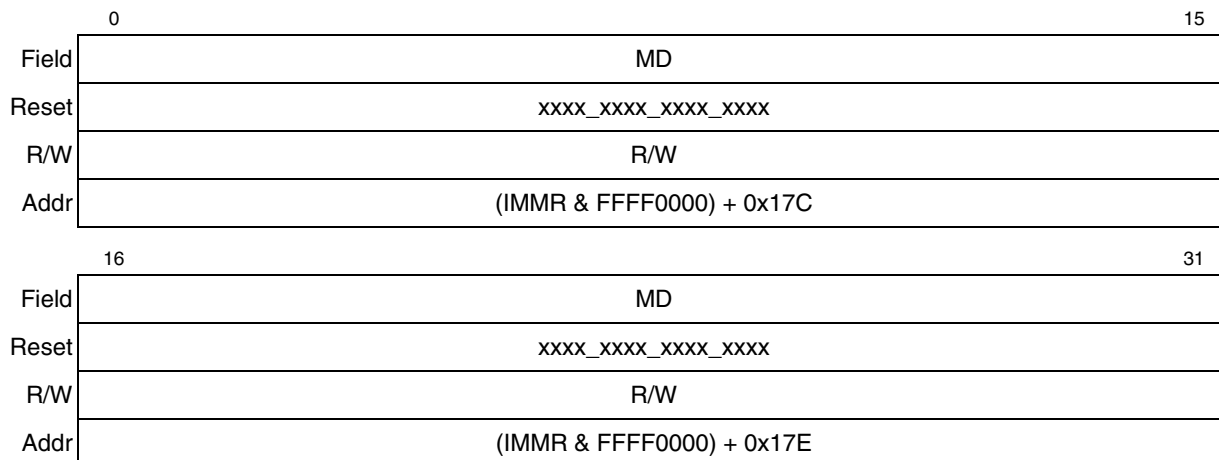 0 15
Field MD
Reset xxxx_xxxx_xxxx_xxxx
R/W R/W
Addr (IMMR & FFFF0000) + 0x17C
16 31
Field MD
Reset xxxx_xxxx_xxxx_xxxx
R/W R/W
Addr (IMMR & FFFF0000) + 0x17E